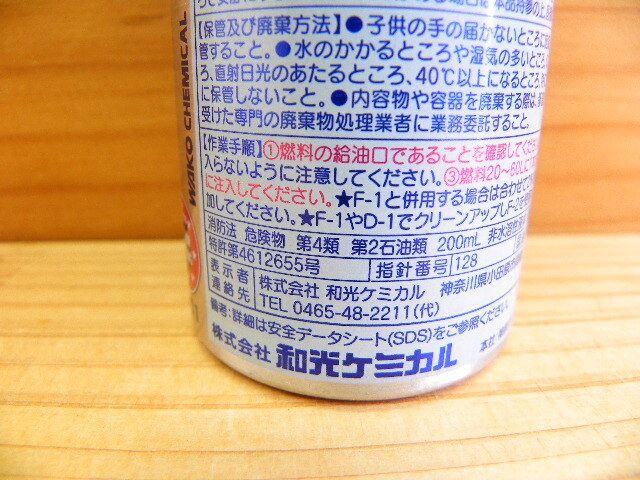 【保管及び廃棄方法】●子供の手の届かないところに
管すること。●水のかかるところや湿気の多いとこ
ろ、直射日光のあたるところ、40℃以上になるところ
に保管しないこと。●内容物や容器を廃棄する際は、
受けた専門の廃棄物処理業者に業務委託すること。
【作業手順】①燃料の給油口であることを確認してくだ
入らないように注意してください。③燃料20～60Lに
に注入してください。★F-1と併用する場合は合わせて
加してください。★F-1やD-1でクリーンアップし
消防法 危険物 第4類 第2石油類 200mL 非水溶性
特許第4612655号 指針番号 128
表示者 連絡先 株式会社 和光ケミカル 神奈川県小田原
TEL 0465-48-2211(代)
備考:詳細は安全データシート(SDS)をご参照ください。
株式会社 和光ケミカル
本社
WAKO CHEMICAL